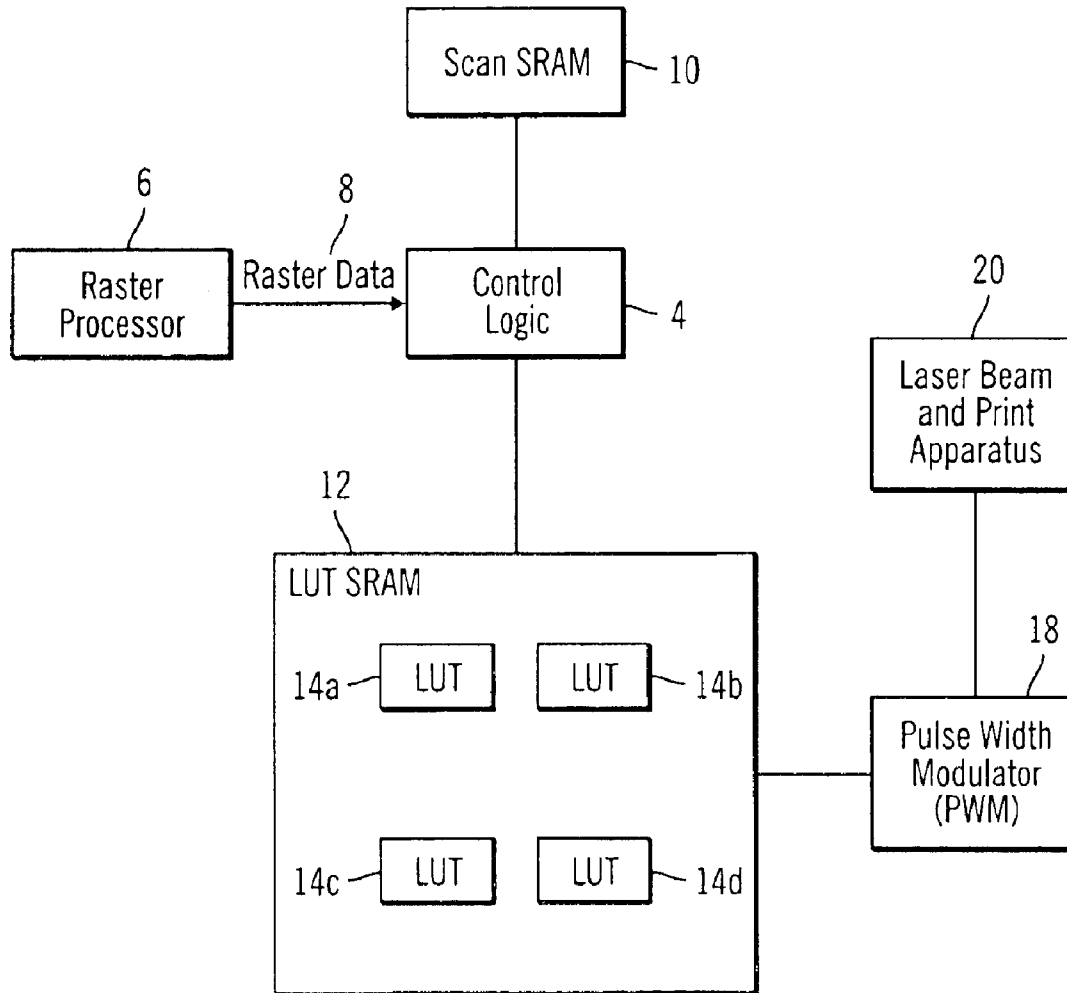 Scan SRAM
10
6
8
Raster
Processor
Raster Data
Control
Logic
4
20
Laser Beam
and Print
Apparatus
12
LUT SRAM
14a
LUT
LUT
14b
18
Pulse Width
Modulator
(PWM)
14c
LUT
LUT
14d